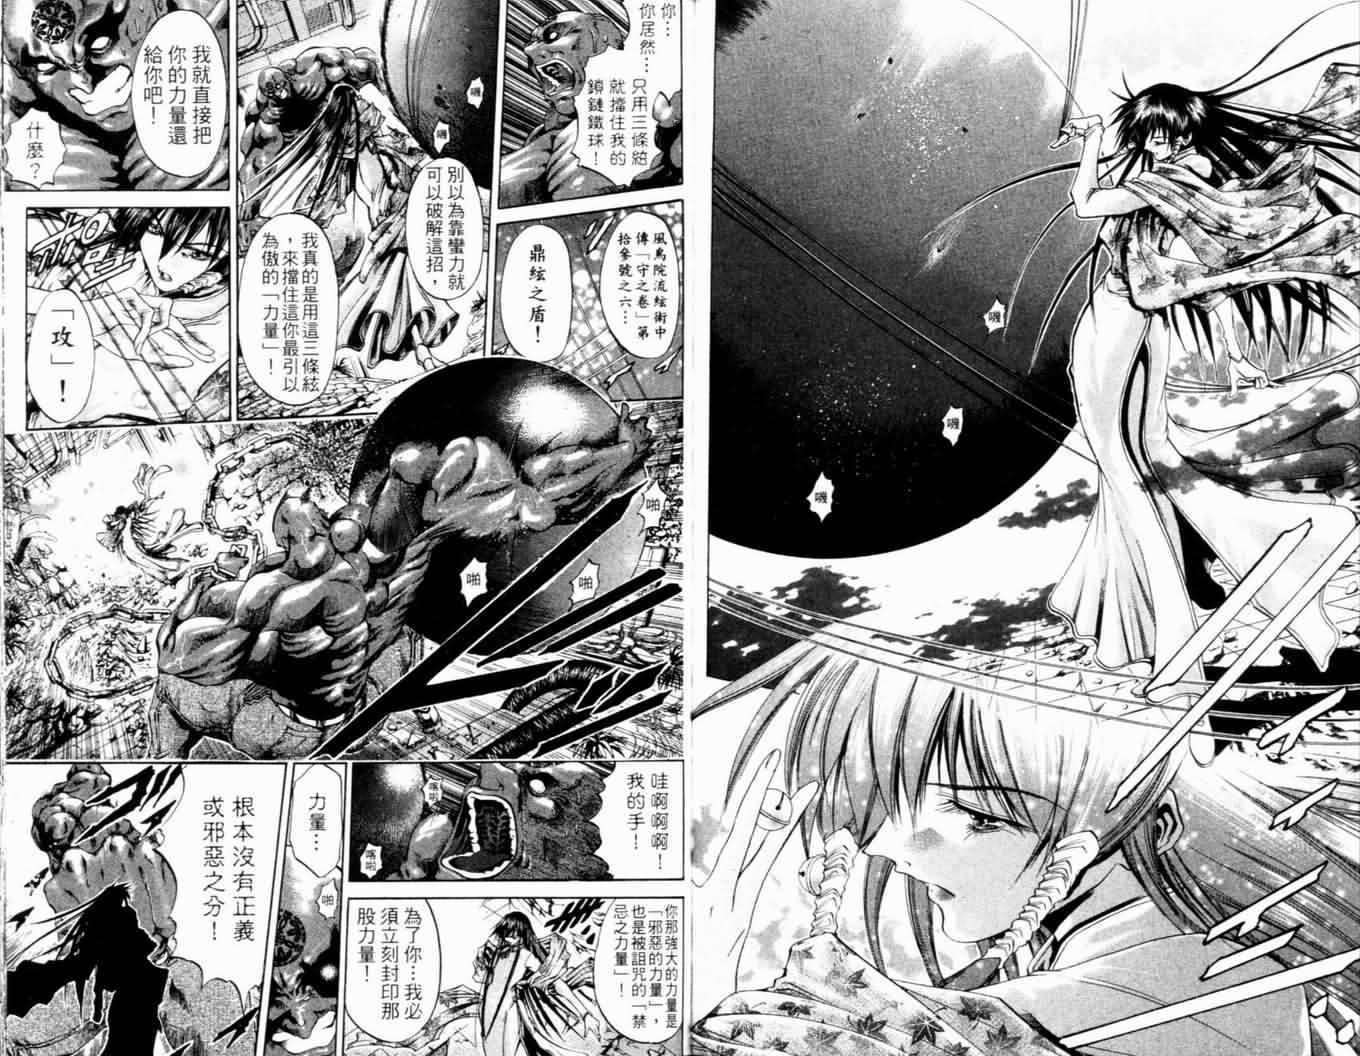 嘰
嘰
嘰
你…
你居然…
只用三條絃
就擋住我的
鎖鏈鐵球！
風鳥院流絃術中
傳「守之卷」第
拾參號之六…
鼎絃之盾！
嘰
嘰
別以為靠蠻力就
可以破解這招，
我真的是用這三條絃
，來擋住這你最引以
為傲的「力量」！
我就直接把
你的力量還
給你吧！
什麼？
「攻」！
啪
啪
啪
哇啊啊啊！
我的手！
喀啦
喀啦
你那強大的力量是
「邪惡的力量」，
也是被詛咒的「禁
忌之力量」！
為了你…我必
須立刻封印那
股力量！
力量…
啪
根本沒有正義
或邪惡之分！